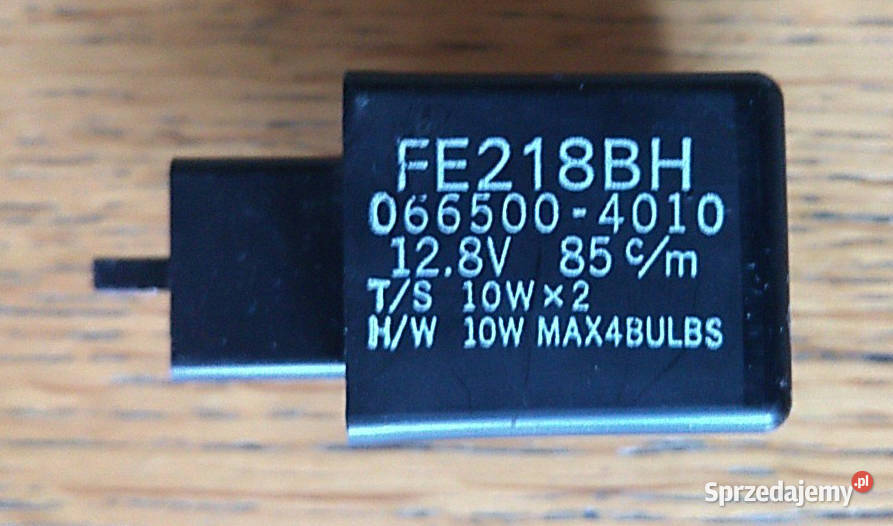 FE218BH
066500-4010
12.8V 85 c/m
T/S 10W×2
H/W 10W MAX4BULBS
Sprzedajemy.pl